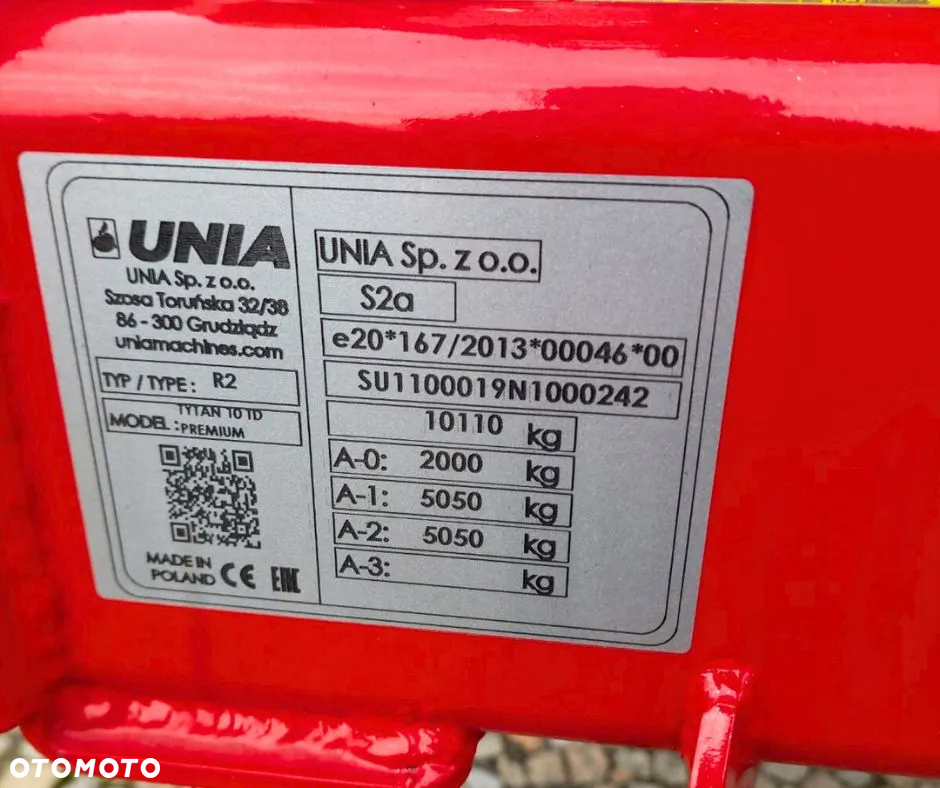 UNIA
UNIA Sp. z o.o.
Szosa Toruńska 32/38
86 - 300 Grudziądz
uniamachines.com
TYP / TYPE: R2
MODEL: TYTAN 10 1D
PREMIUM
MADE IN
POLAND CE EAC
UNIA Sp. z o.o.
S2a
e20*167/2013*00046*00
SU1100019N1000242
10110 kg
A-0: 2000 kg
A-1: 5050 kg
A-2: 5050 kg
A-3: kg
OTOMOTO